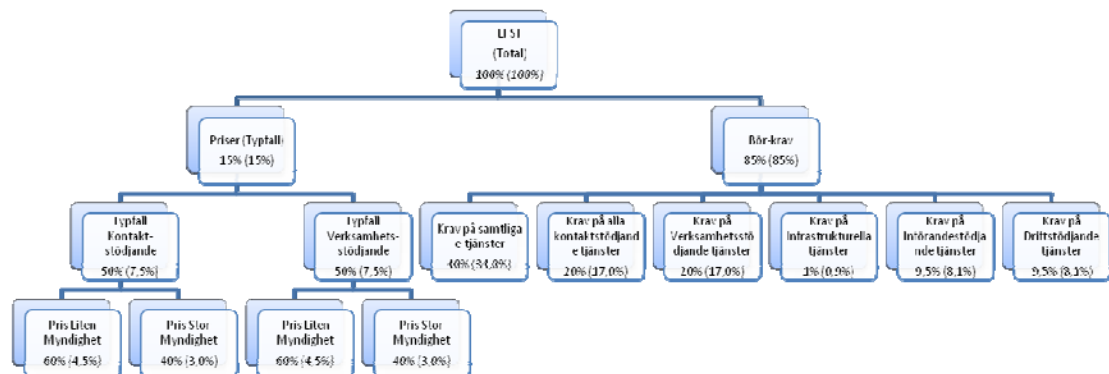 (Total)
100% (100%)
Priser (Typfall)
15% (15%)
Bör-krav
85% (85%)
Typfall
Kontakt-
stödjande
50% (7,5%)
Typfall
Verksamhets-
stödjande
50% (7,5%)
Krav på samtliga
e-tjänster
40% (34,0%)
Krav på alla
kontaktstödjand
e tjänster
20% (17,0%)
Krav på
Verksamhetsstö
djande tjänster
20% (17,0%)
Krav på
Infrastrukturella
tjänster
1% (0,9%)
Krav på
Införandestödja
nde tjänster
9,5% (8,1%)
Krav på
Driftstödjande
tjänster
9,5% (8,1%)
Pris Liten
Myndighet
60% (4,5%)
Pris Stor
Myndighet
40% (3,0%)
Pris Liten
Myndighet
60% (4,5%)
Pris Stor
Myndighet
40% (3,0%)